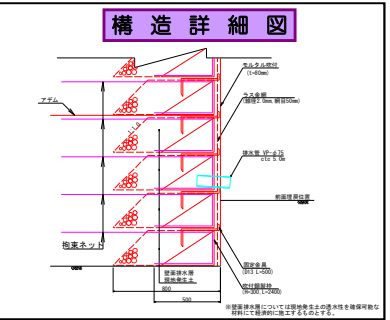 構造詳細図
モルタル吹付
(t=80mm)
ラス金網
(線径2.0mm,網目50mm)
アデム
排水管 VP-φ75
ctc 5.0m
前面埋戻位置
拘束ネット
固定金具
(D13 L=500)
壁面排水層
現地発生土
800
500
吹付鋼製枠
(H=300,L=2400)
※壁面排水層については現地発生土の透水性を確保可能な
材料にて経済的に施工するものとする。